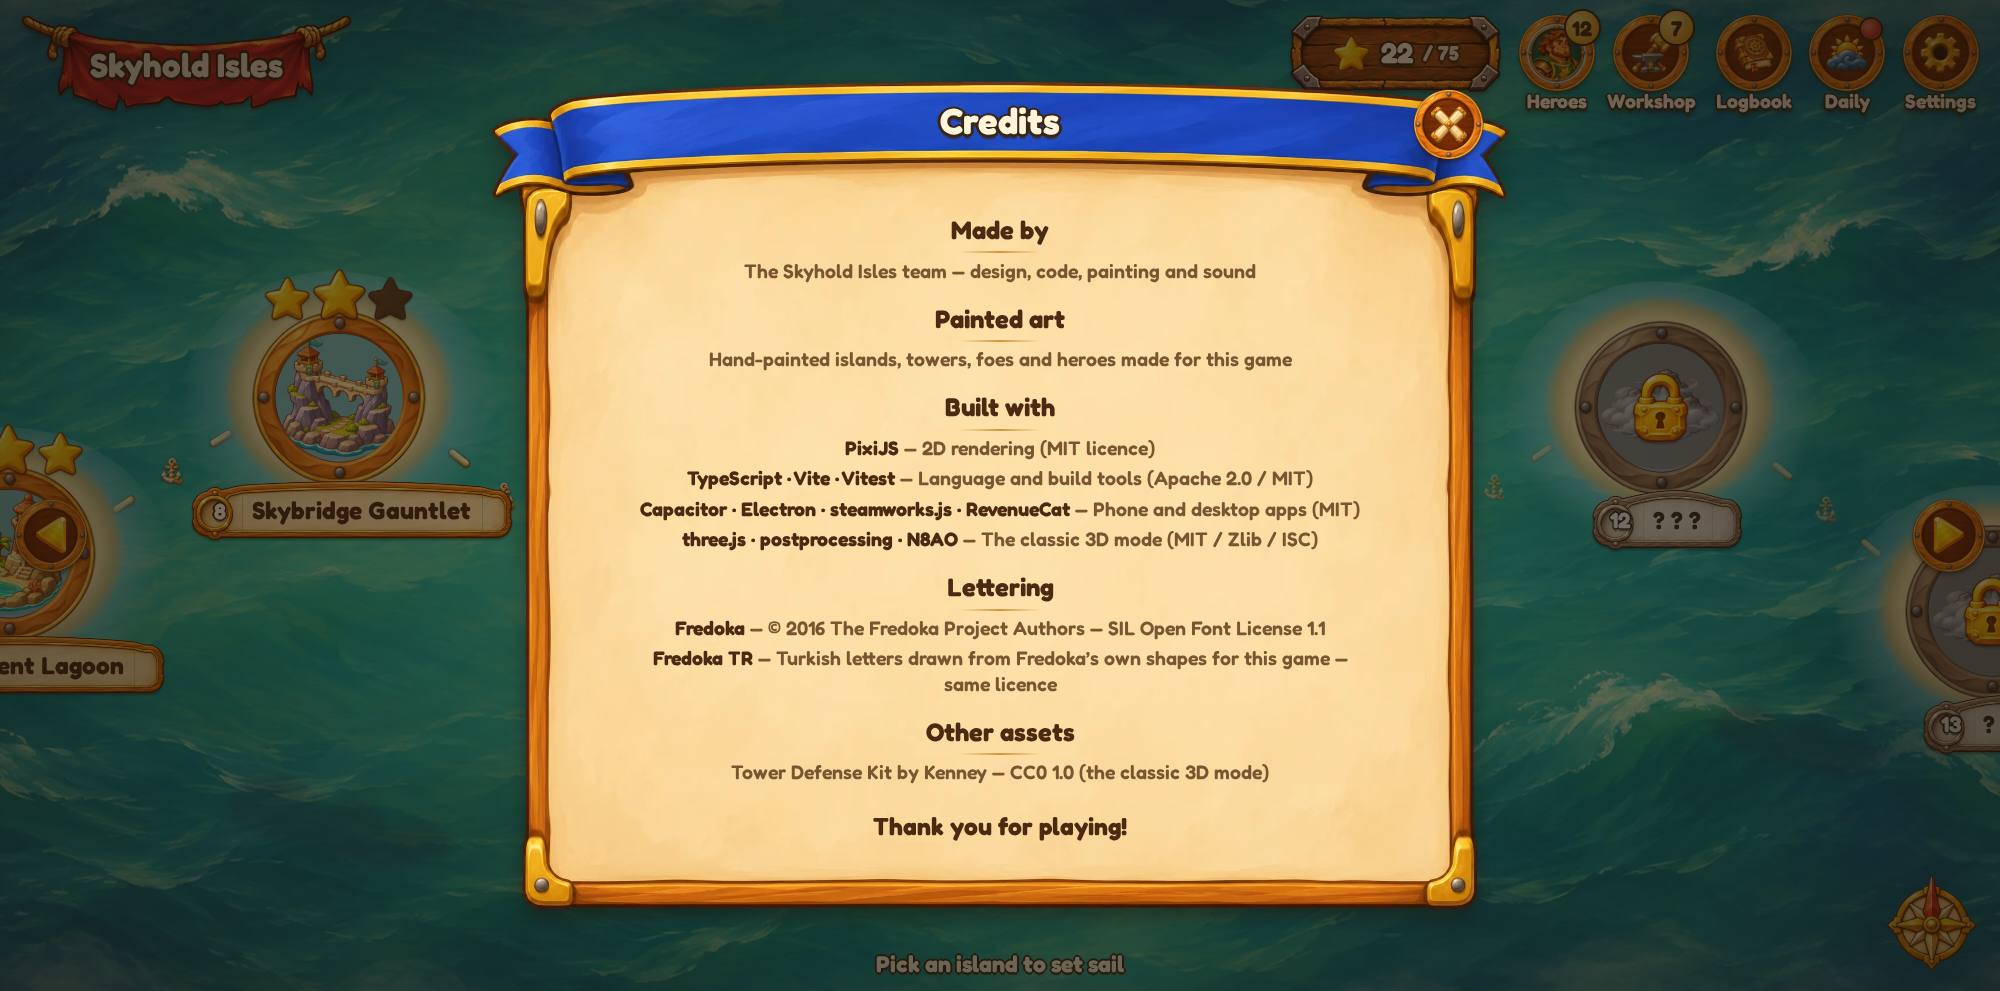 Skyhold Isles
22 / 75
12
7
Heroes
Workshop
Logbook
Daily
Settings
Credits
Made by
The Skyhold Isles team – design, code, painting and sound
Painted art
Hand-painted islands, towers, foes and heroes made for this game
Built with
PixiJS – 2D rendering (MIT licence)
TypeScript · Vite · Vitest – Language and build tools (Apache 2.0 / MIT)
Capacitor · Electron · steamworks.js · RevenueCat – Phone and desktop apps (MIT)
three.js · postprocessing · N8AO – The classic 3D mode (MIT / Zlib / ISC)
Lettering
Fredoka – © 2016 The Fredoka Project Authors – SIL Open Font License 1.1
Fredoka TR – Turkish letters drawn from Fredoka’s own shapes for this game –
same licence
Other assets
Tower Defense Kit by Kenney – CC0 1.0 (the classic 3D mode)
Thank you for playing!
8 Skybridge Gauntlet
ent Lagoon
12 ???
13 ?
Pick an island to set sail